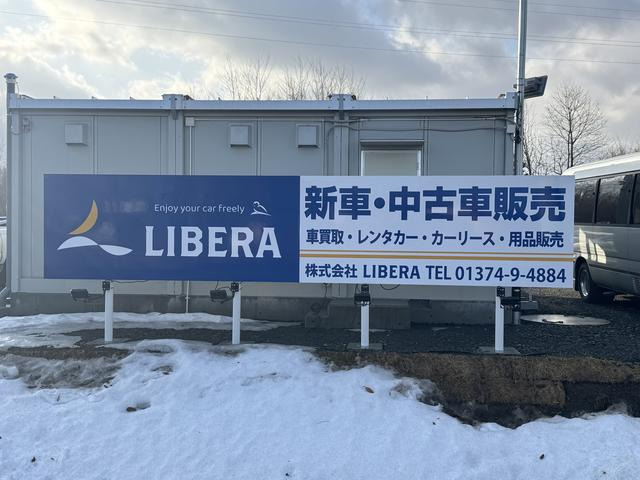 Enjoy your car freely
LIBERA
新車・中古車販売
車買取・レンタカー・カーリース・用品販売
株式会社 LIBERA TEL 01374-9-4884